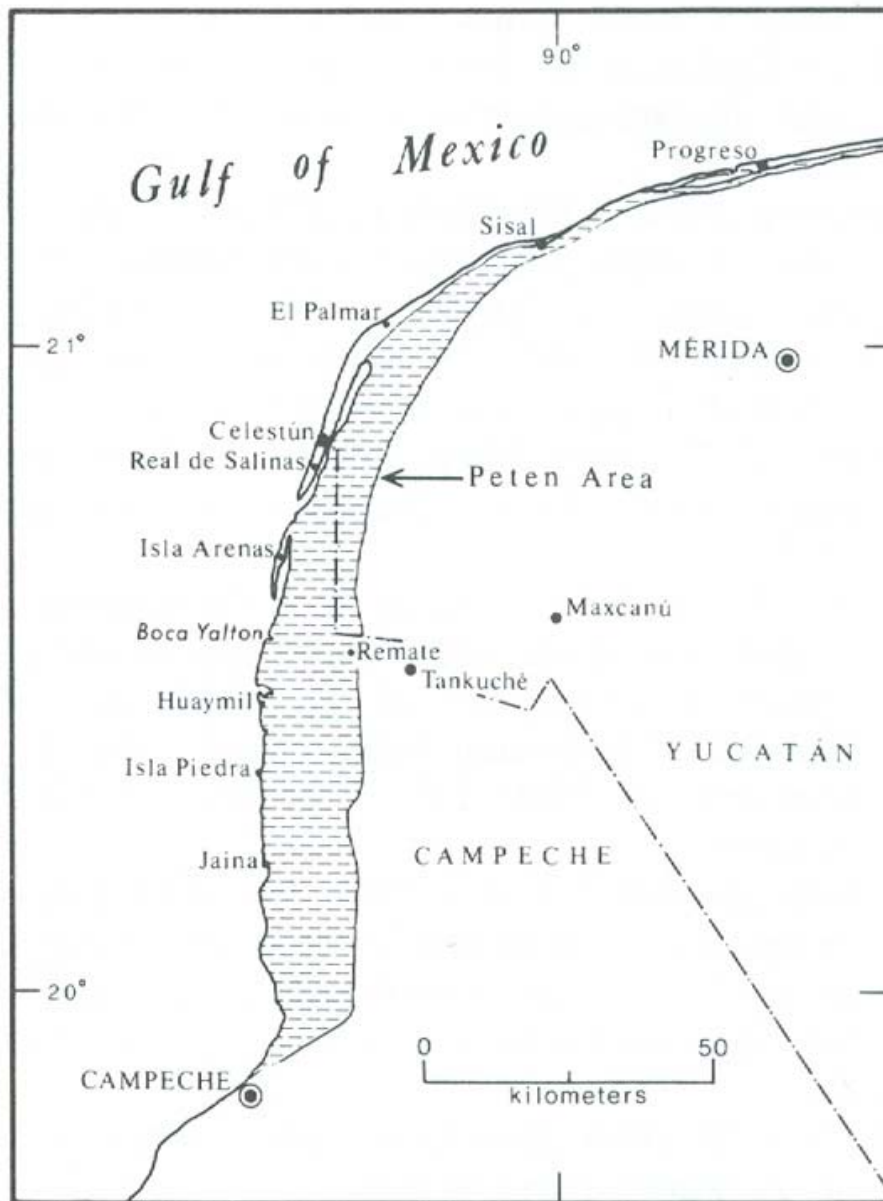 90°
Gulf of Mexico
Progreso
Sisal
El Palmar
21°
MÉRIDA
Celestún
Real de Salinas
Peten Area
Isla Arenas
Maxcanú
Boca Yalton
Remate
Tankuché
Huaymil
YUCATÁN
Isla Piedra
CAMPECHE
Jaina
20°
0 50
kilometers
CAMPECHE